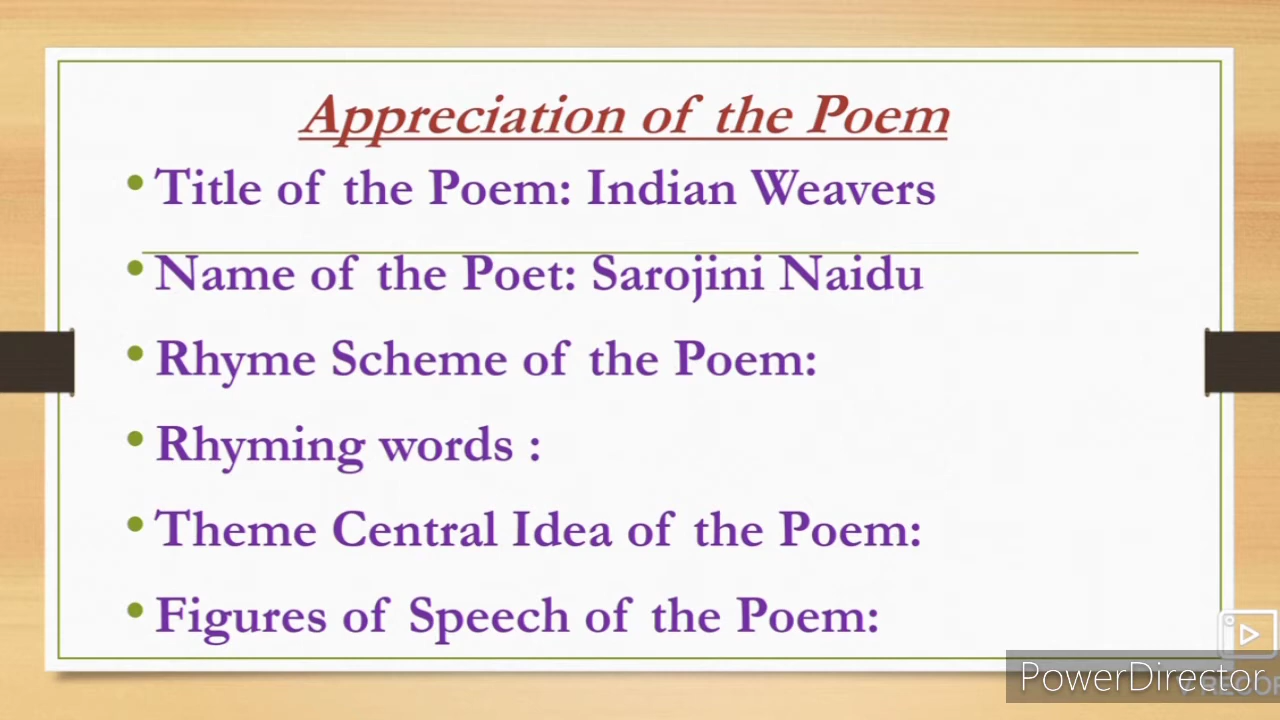 Appreciation of the Poem
• Title of the Poem: Indian Weavers
• Name of the Poet: Sarojini Naidu
• Rhyme Scheme of the Poem:
• Rhyming words :
• Theme Central Idea of the Poem:
• Figures of Speech of the Poem:
PowerDirector